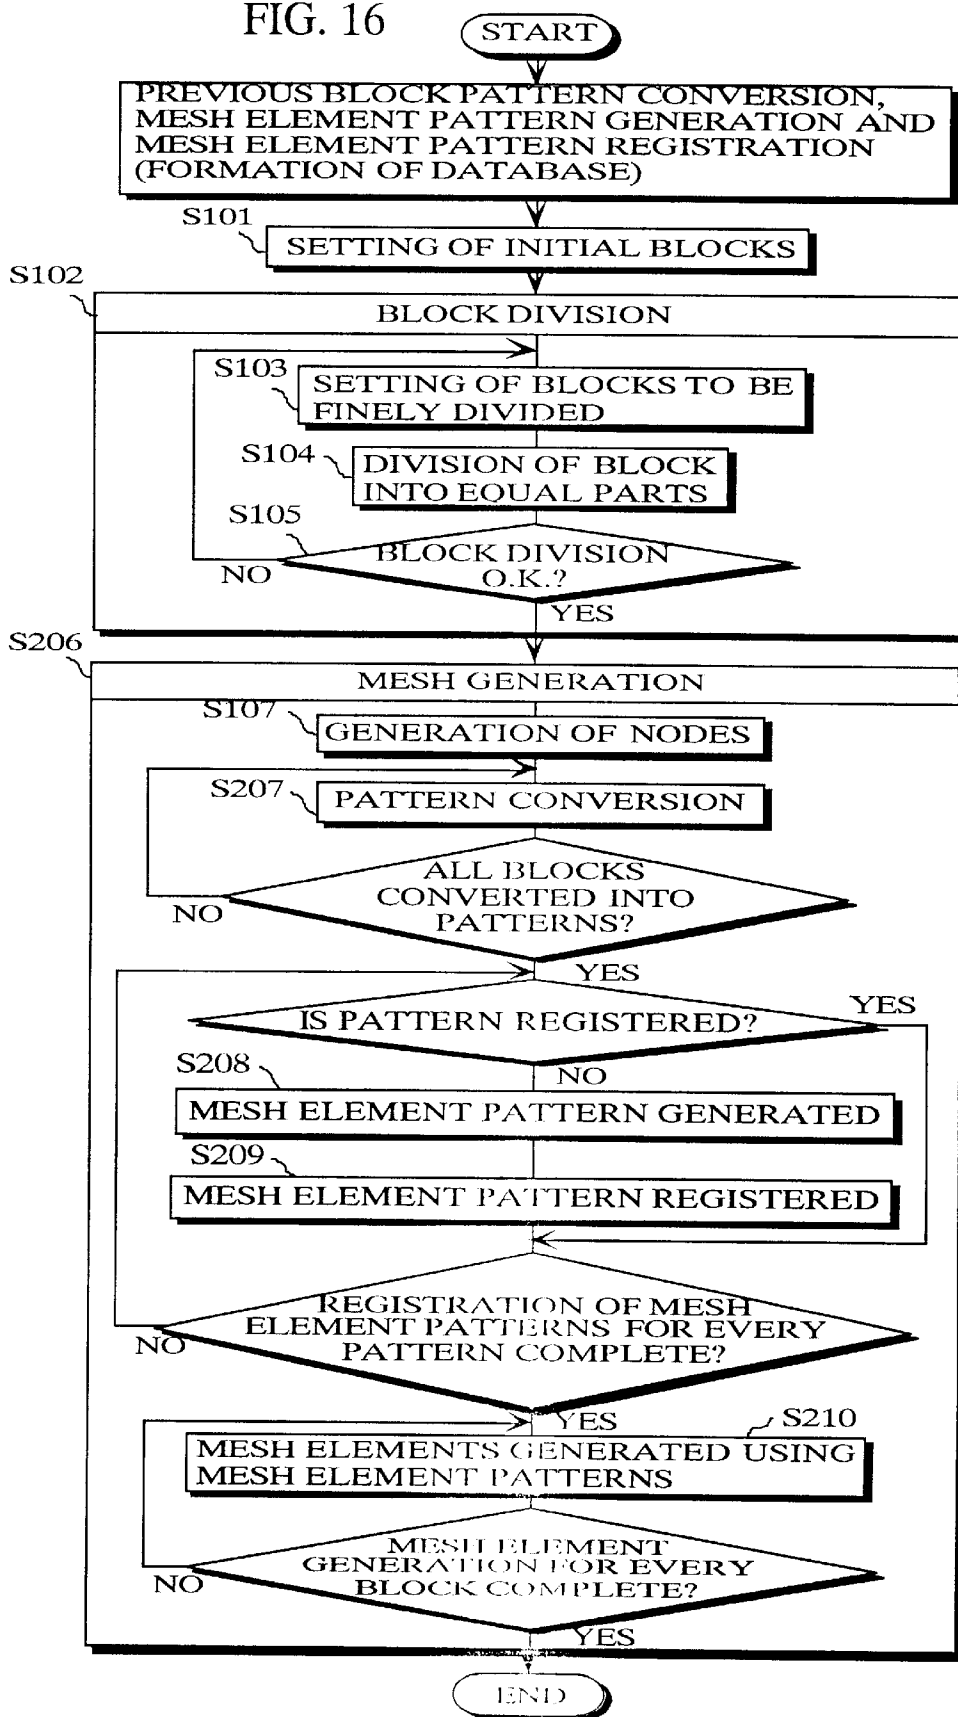 FIG. 16
START
PREVIOUS BLOCK PATTERN CONVERSION,
MESH ELEMENT PATTERN GENERATION AND
MESH ELEMENT PATTERN REGISTRATION
(FORMATION OF DATABASE)
S101
SETTING OF INITIAL BLOCKS
S102
BLOCK DIVISION
S103
SETTING OF BLOCKS TO BE
FINELY DIVIDED
S104
DIVISION OF BLOCK
INTO EQUAL PARTS
S105
BLOCK DIVISION
O.K.?
NO
YES
S206
MESH GENERATION
S107
GENERATION OF NODES
S207
PATTERN CONVERSION
ALL BLOCKS
CONVERTED INTO
PATTERNS?
NO
YES
IS PATTERN REGISTERED?
YES
NO
S208
MESH ELEMENT PATTERN GENERATED
S209
MESH ELEMENT PATTERN REGISTERED
REGISTRATION OF MESH
ELEMENT PATTERNS FOR EVERY
PATTERN COMPLETE?
NO
YES
S210
MESH ELEMENTS GENERATED USING
MESH ELEMENT PATTERNS
MESH ELEMENT
GENERATION FOR EVERY
BLOCK COMPLETE?
NO
YES
END